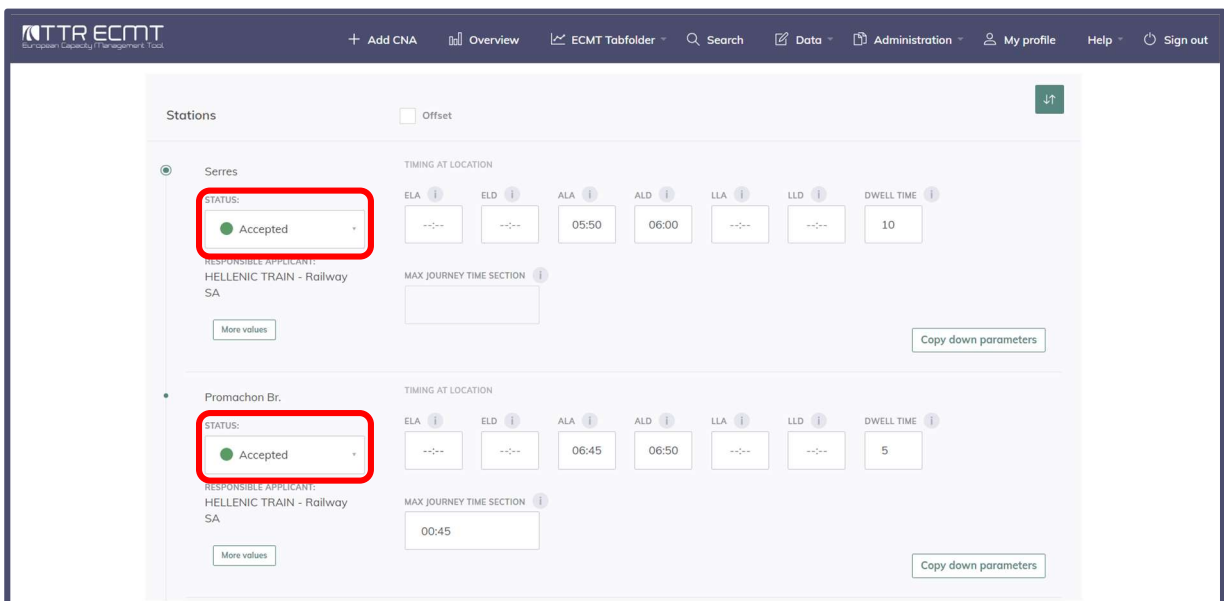 TTR ECMT
European Capacity Management Tool
+ Add CNA Overview ECMT Tabfolder Search Data Administration My profile Help Sign out
Stations Offset
Serres TIMING AT LOCATION
STATUS: ELA i ELD i ALA i ALD i LLA i LLD i DWELL TIME i
Accepted --:-- --:-- 05:50 06:00 --:-- --:-- 10
RESPONSIBLE APPLICANT:
HELLENIC TRAIN - Railway MAX JOURNEY TIME SECTION i
SA
More values
Copy down parameters
Promachon Br. TIMING AT LOCATION
STATUS: ELA i ELD i ALA i ALD i LLA i LLD i DWELL TIME i
Accepted --:-- --:-- 06:45 06:50 --:-- --:-- 5
RESPONSIBLE APPLICANT:
HELLENIC TRAIN - Railway MAX JOURNEY TIME SECTION i
SA 00:45
More values
Copy down parameters